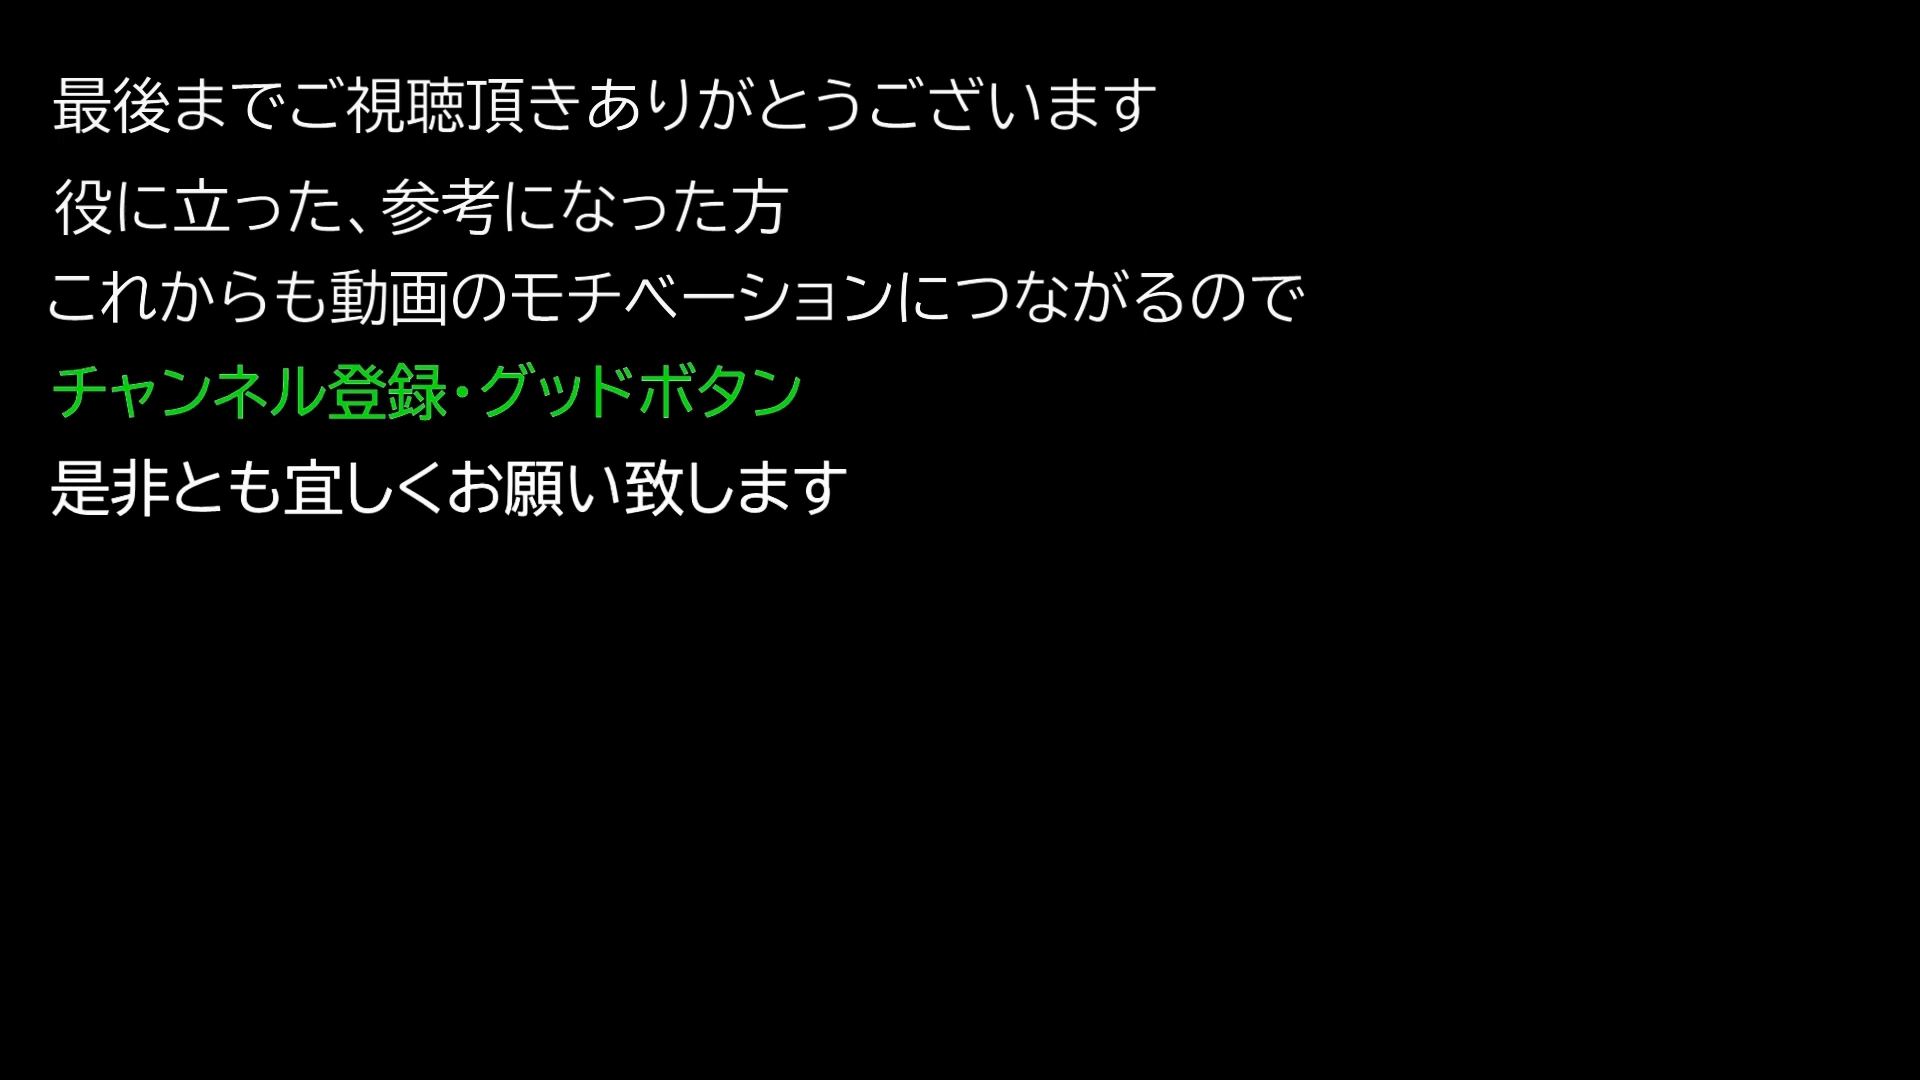 最後までご視聴頂きありがとうございます
役に立った、参考になった方
これからも動画のモチベーションにつながるので
チャンネル登録・グッドボタン
是非とも宜しくお願い致します